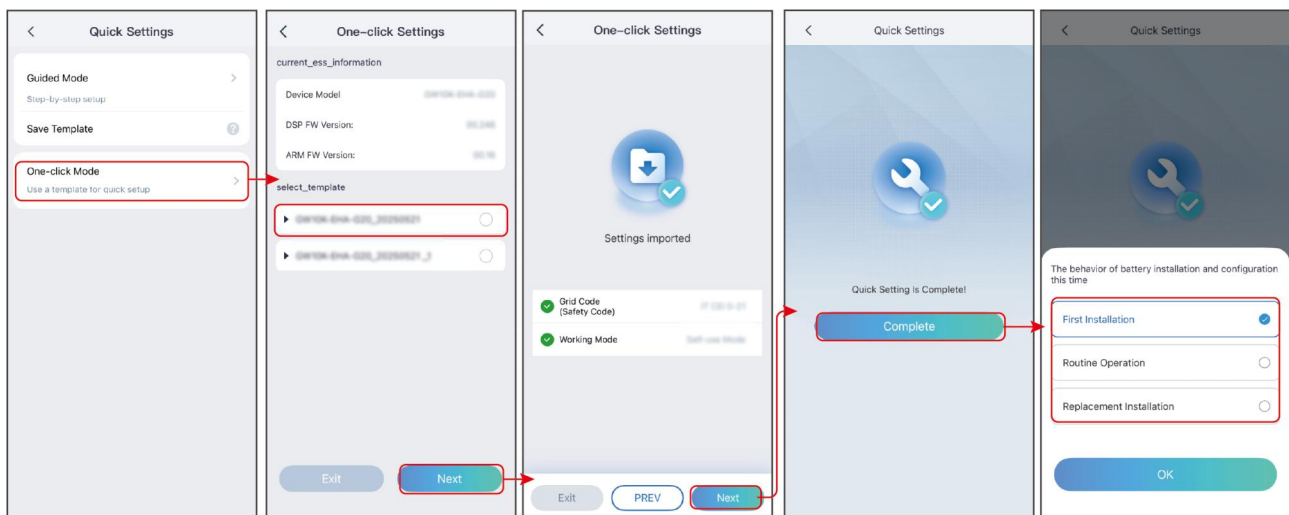 Quick Settings
Guided Mode
Step-by-step setup
Save Template
One-click Mode
Use a template for quick setup
One-click Settings
current_ess_information
Device Model
DSP FW Version:
ARM FW Version:
select_template
Exit
Next
One-click Settings
Settings imported
Grid Code
(Safety Code)
Working Mode
Exit
PREV
Next
Quick Settings
Quick Setting Is Complete!
Complete
Quick Settings
The behavior of battery installation and configuration
this time
First Installation
Routine Operation
Replacement Installation
OK